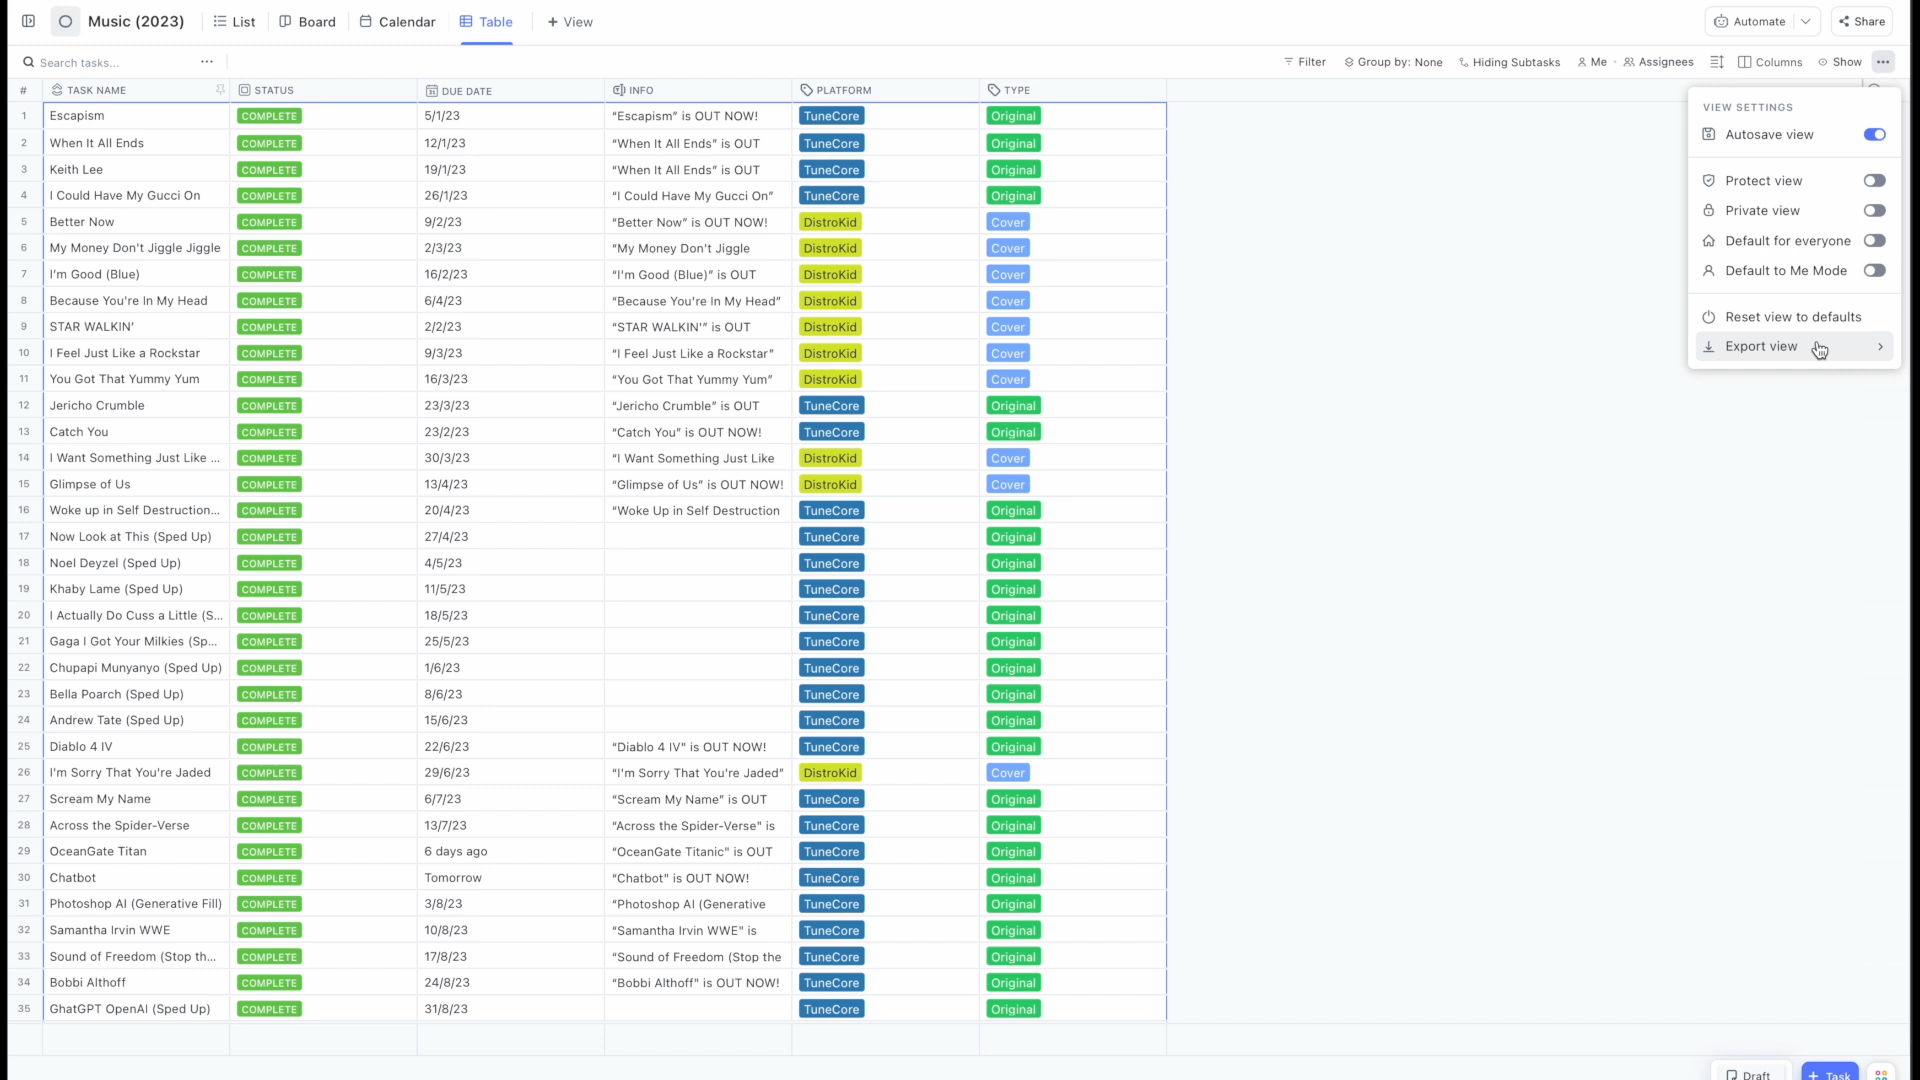 Music (2023) List Board Calendar Table + View Automate Share
Search tasks... ... Filter Group by: None Hiding Subtasks Me Assignees Columns Show ...
# TASK NAME STATUS DUE DATE INFO PLATFORM TYPE
1 Escapism COMPLETE 5/1/23 “Escapism” is OUT NOW! TuneCore Original
2 When It All Ends COMPLETE 12/1/23 “When It All Ends” is OUT TuneCore Original
3 Keith Lee COMPLETE 19/1/23 “When It All Ends” is OUT TuneCore Original
4 I Could Have My Gucci On COMPLETE 26/1/23 “I Could Have My Gucci On” TuneCore Original
5 Better Now COMPLETE 9/2/23 “Better Now” is OUT NOW! DistroKid Cover
6 My Money Don't Jiggle Jiggle COMPLETE 2/3/23 “My Money Don't Jiggle DistroKid Cover
7 I'm Good (Blue) COMPLETE 16/2/23 “I'm Good (Blue)” is OUT DistroKid Cover
8 Because You're In My Head COMPLETE 6/4/23 “Because You're In My Head” DistroKid Cover
9 STAR WALKIN' COMPLETE 2/2/23 “STAR WALKIN'” is OUT DistroKid Cover
10 I Feel Just Like a Rockstar COMPLETE 9/3/23 “I Feel Just Like a Rockstar” DistroKid Cover
11 You Got That Yummy Yum COMPLETE 16/3/23 “You Got That Yummy Yum” DistroKid Cover
12 Jericho Crumble COMPLETE 23/3/23 “Jericho Crumble” is OUT TuneCore Original
13 Catch You COMPLETE 23/2/23 “Catch You” is OUT NOW! TuneCore Original
14 I Want Something Just Like ... COMPLETE 30/3/23 “I Want Something Just Like DistroKid Cover
15 Glimpse of Us COMPLETE 13/4/23 “Glimpse of Us” is OUT NOW! DistroKid Cover
16 Woke up in Self Destruction... COMPLETE 20/4/23 “Woke Up in Self Destruction TuneCore Original
17 Now Look at This (Sped Up) COMPLETE 27/4/23 TuneCore Original
18 Noel Deyzel (Sped Up) COMPLETE 4/5/23 TuneCore Original
19 Khaby Lame (Sped Up) COMPLETE 11/5/23 TuneCore Original
20 I Actually Do Cuss a Little (S... COMPLETE 18/5/23 TuneCore Original
21 Gaga I Got Your Milkies (Sp... COMPLETE 25/5/23 TuneCore Original
22 Chupapi Munyanyo (Sped Up) COMPLETE 1/6/23 TuneCore Original
23 Bella Poarch (Sped Up) COMPLETE 8/6/23 TuneCore Original
24 Andrew Tate (Sped Up) COMPLETE 15/6/23 TuneCore Original
25 Diablo 4 IV COMPLETE 22/6/23 “Diablo 4 IV” is OUT NOW! TuneCore Original
26 I'm Sorry That You're Jaded COMPLETE 29/6/23 “I'm Sorry That You're Jaded” DistroKid Cover
27 Scream My Name COMPLETE 6/7/23 “Scream My Name” is OUT TuneCore Original
28 Across the Spider-Verse COMPLETE 13/7/23 “Across the Spider-Verse” is TuneCore Original
29 OceanGate Titan COMPLETE 6 days ago “OceanGate Titanic” is OUT TuneCore Original
30 Chatbot COMPLETE Tomorrow “Chatbot” is OUT NOW! TuneCore Original
31 Photoshop AI (Generative Fill) COMPLETE 3/8/23 “Photoshop AI (Generative TuneCore Original
32 Samantha Irvin WWE COMPLETE 10/8/23 “Samantha Irvin WWE” is TuneCore Original
33 Sound of Freedom (Stop th... COMPLETE 17/8/23 “Sound of Freedom (Stop the TuneCore Original
34 Bobbi Althoff COMPLETE 24/8/23 “Bobbi Althoff” is OUT NOW! TuneCore Original
35 GhatGPT OpenAI (Sped Up) COMPLETE 31/8/23 TuneCore Original
VIEW SETTINGS
Autosave view
Protect view
Private view
Default for everyone
Default to Me Mode
Reset view to defaults
Export view
Draft + Task